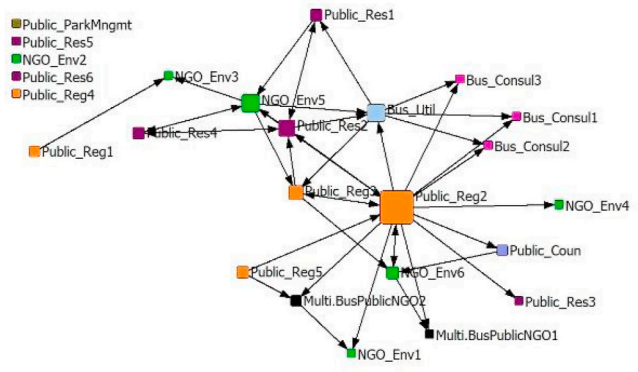 Public_ParkMngmt
Public_Res5
NGO_Env2
Public_Res6
Public_Reg4
Public_Res1
NGO_Env3
NGO_Env5
Bus_Util
Bus_Consul3
Bus_Consul1
Public_Res4
Public_Res2
Bus_Consul2
Public_Reg1
Public_Reg3
Public_Reg2
NGO_Env4
Public_Coun
Public_Reg5
NGO_Env6
Multi.BusPublicNGO2
Public_Res3
Multi.BusPublicNGO1
NGO_Env1